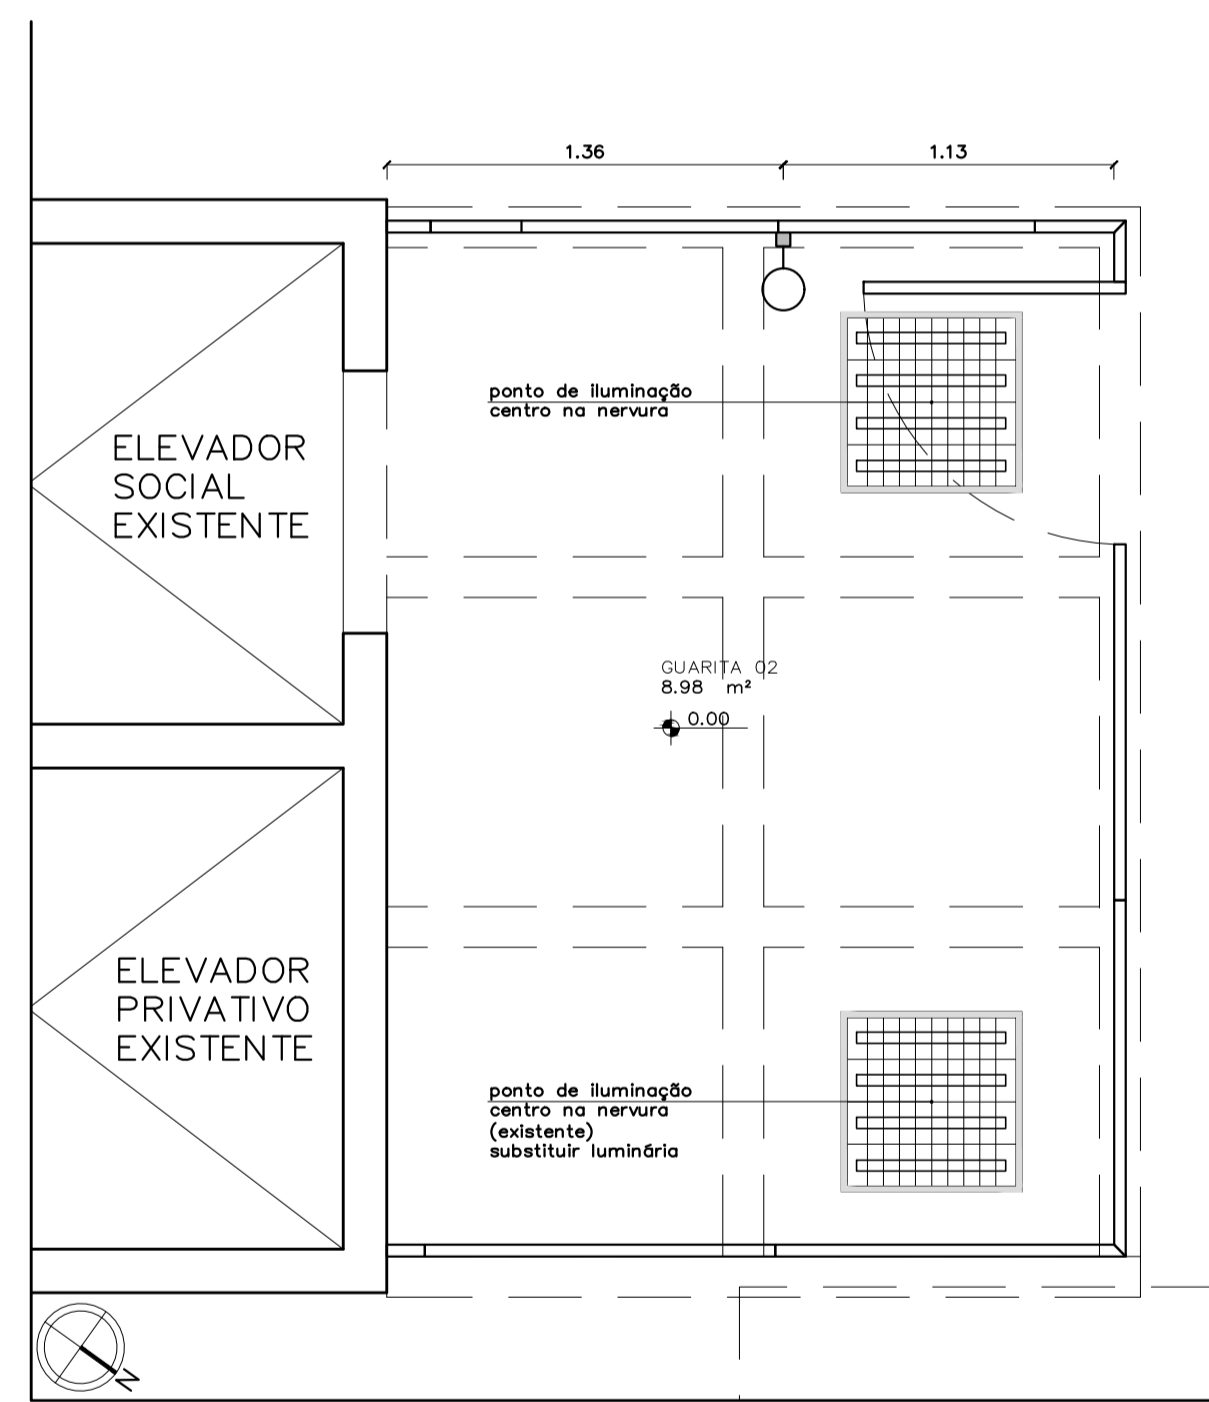 1.36
1.13
ponto de iluminação
centro na nervura
ELEVADOR
SOCIAL
EXISTENTE
GUARITA 02
8.98 m²
0.00
ELEVADOR
PRIVATIVO
EXISTENTE
ponto de iluminação
centro na nervura
(existente)
substituir luminária
N